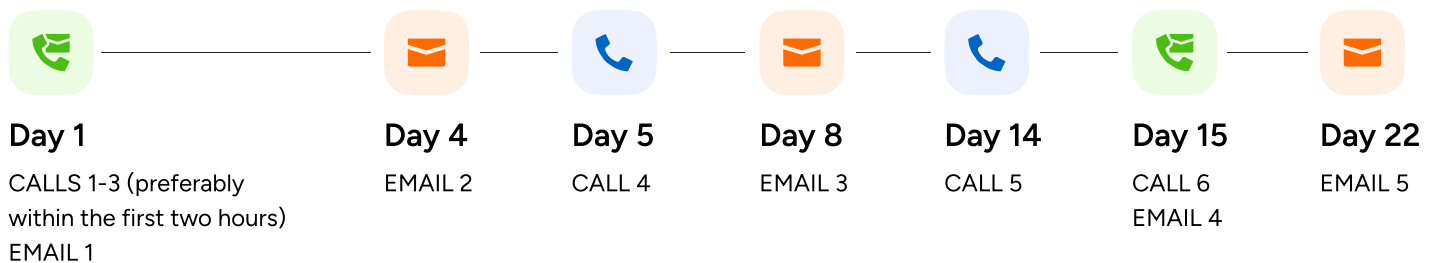 Day 1
CALLS 1-3 (preferably
within the first two hours)
EMAIL 1
Day 4
EMAIL 2
Day 5
CALL 4
Day 8
EMAIL 3
Day 14
CALL 5
Day 15
CALL 6
EMAIL 4
Day 22
EMAIL 5